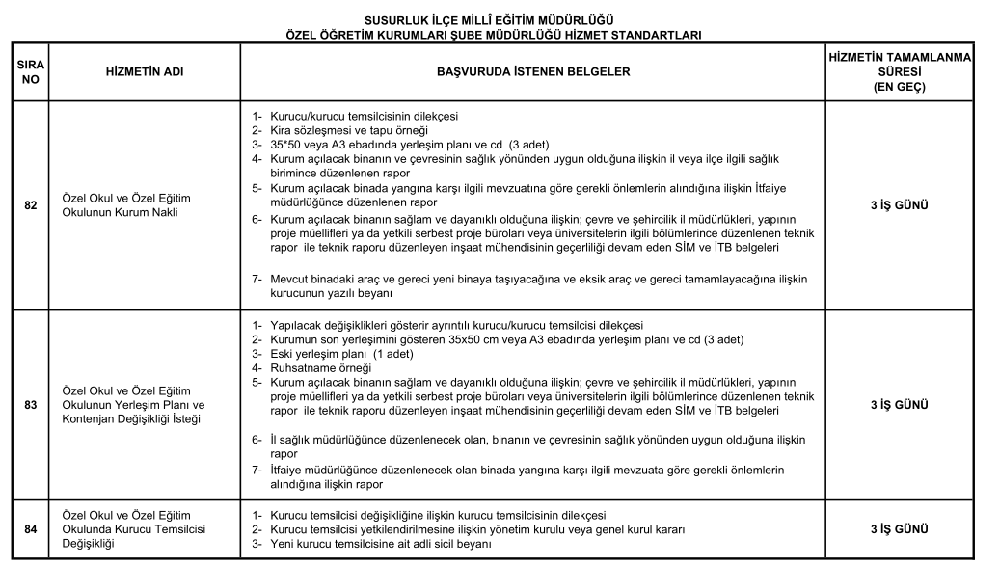 SUSURLUK İLÇE MİLLÎ EĞİTİM MÜDÜRLÜĞÜ
ÖZEL ÖĞRETİM KURUMLARI ŞUBE MÜDÜRLÜĞÜ HİZMET STANDARTLARI
SIRA NO
HİZMETİN ADI
BAŞVURUDA İSTENEN BELGELER
HİZMETİN TAMAMLANMA
SÜRESİ
(EN GEÇ)
82
Özel Okul ve Özel Eğitim
Okulunun Kurum Nakli
1- Kurucu/kurucu temsilcisinin dilekçesi
2- Kira sözleşmesi ve tapu örneği
3- 35*50 veya A3 ebadında yerleşim planı ve cd (3 adet)
4- Kurum açılacak binanın ve çevresinin sağlık yönünden uygun olduğuna ilişkin il veya ilçe ilgili sağlık
birimince düzenlenen rapor
5- Kurum açılacak binada yangına karşı ilgili mevzuatına göre gerekli önlemlerin alındığına ilişkin İtfaiye
müdürlüğünce düzenlenen rapor
6- Kurum açılacak binanın sağlam ve dayanıklı olduğuna ilişkin; çevre ve şehircilik il müdürlükleri, yapının
proje müellifleri ya da yetkili serbest proje büroları veya üniversitelerin ilgili bölümlerince düzenlenen teknik
rapor ile teknik raporu düzenleyen inşaat mühendisinin geçerliliği devam eden SİM ve İTB belgeleri
7- Mevcut binadaki araç ve gereci yeni binaya taşıyacağına ve eksik araç ve gereci tamamlayacağına ilişkin
kurucunun yazılı beyanı
3 İŞ GÜNÜ
83
Özel Okul ve Özel Eğitim
Okulunun Yerleşim Planı ve
Kontenjan Değişikliği İsteği
1- Yapılacak değişiklikleri gösterir ayrıntılı kurucu/kurucu temsilcisi dilekçesi
2- Kurumun son yerleşimini gösteren 35x50 cm veya A3 ebadında yerleşim planı ve cd (3 adet)
3- Eski yerleşim planı (1 adet)
4- Ruhsatname örneği
5- Kurum açılacak binanın sağlam ve dayanıklı olduğuna ilişkin; çevre ve şehircilik il müdürlükleri, yapının
proje müellifleri ya da yetkili serbest proje büroları veya üniversitelerin ilgili bölümlerince düzenlenen teknik
rapor ile teknik raporu düzenleyen inşaat mühendisinin geçerliliği devam eden SİM ve İTB belgeleri
6- İl sağlık müdürlüğünce düzenlenecek olan, binanın ve çevresinin sağlık yönünden uygun olduğuna ilişkin
rapor
7- İtfaiye müdürlüğünce düzenlenecek olan binada yangına karşı ilgili mevzuata göre gerekli önlemlerin
alındığına ilişkin rapor
3 İŞ GÜNÜ
84
Özel Okul ve Özel Eğitim
Okulunda Kurucu Temsilcisi
Değişikliği
1- Kurucu temsilcisi değişikliğine ilişkin kurucu temsilcisinin dilekçesi
2- Kurucu temsilcisi yetkilendirilmesine ilişkin yönetim kurulu veya genel kurul kararı
3- Yeni kurucu temsilcisine ait adli sicil beyanı
3 İŞ GÜNÜ